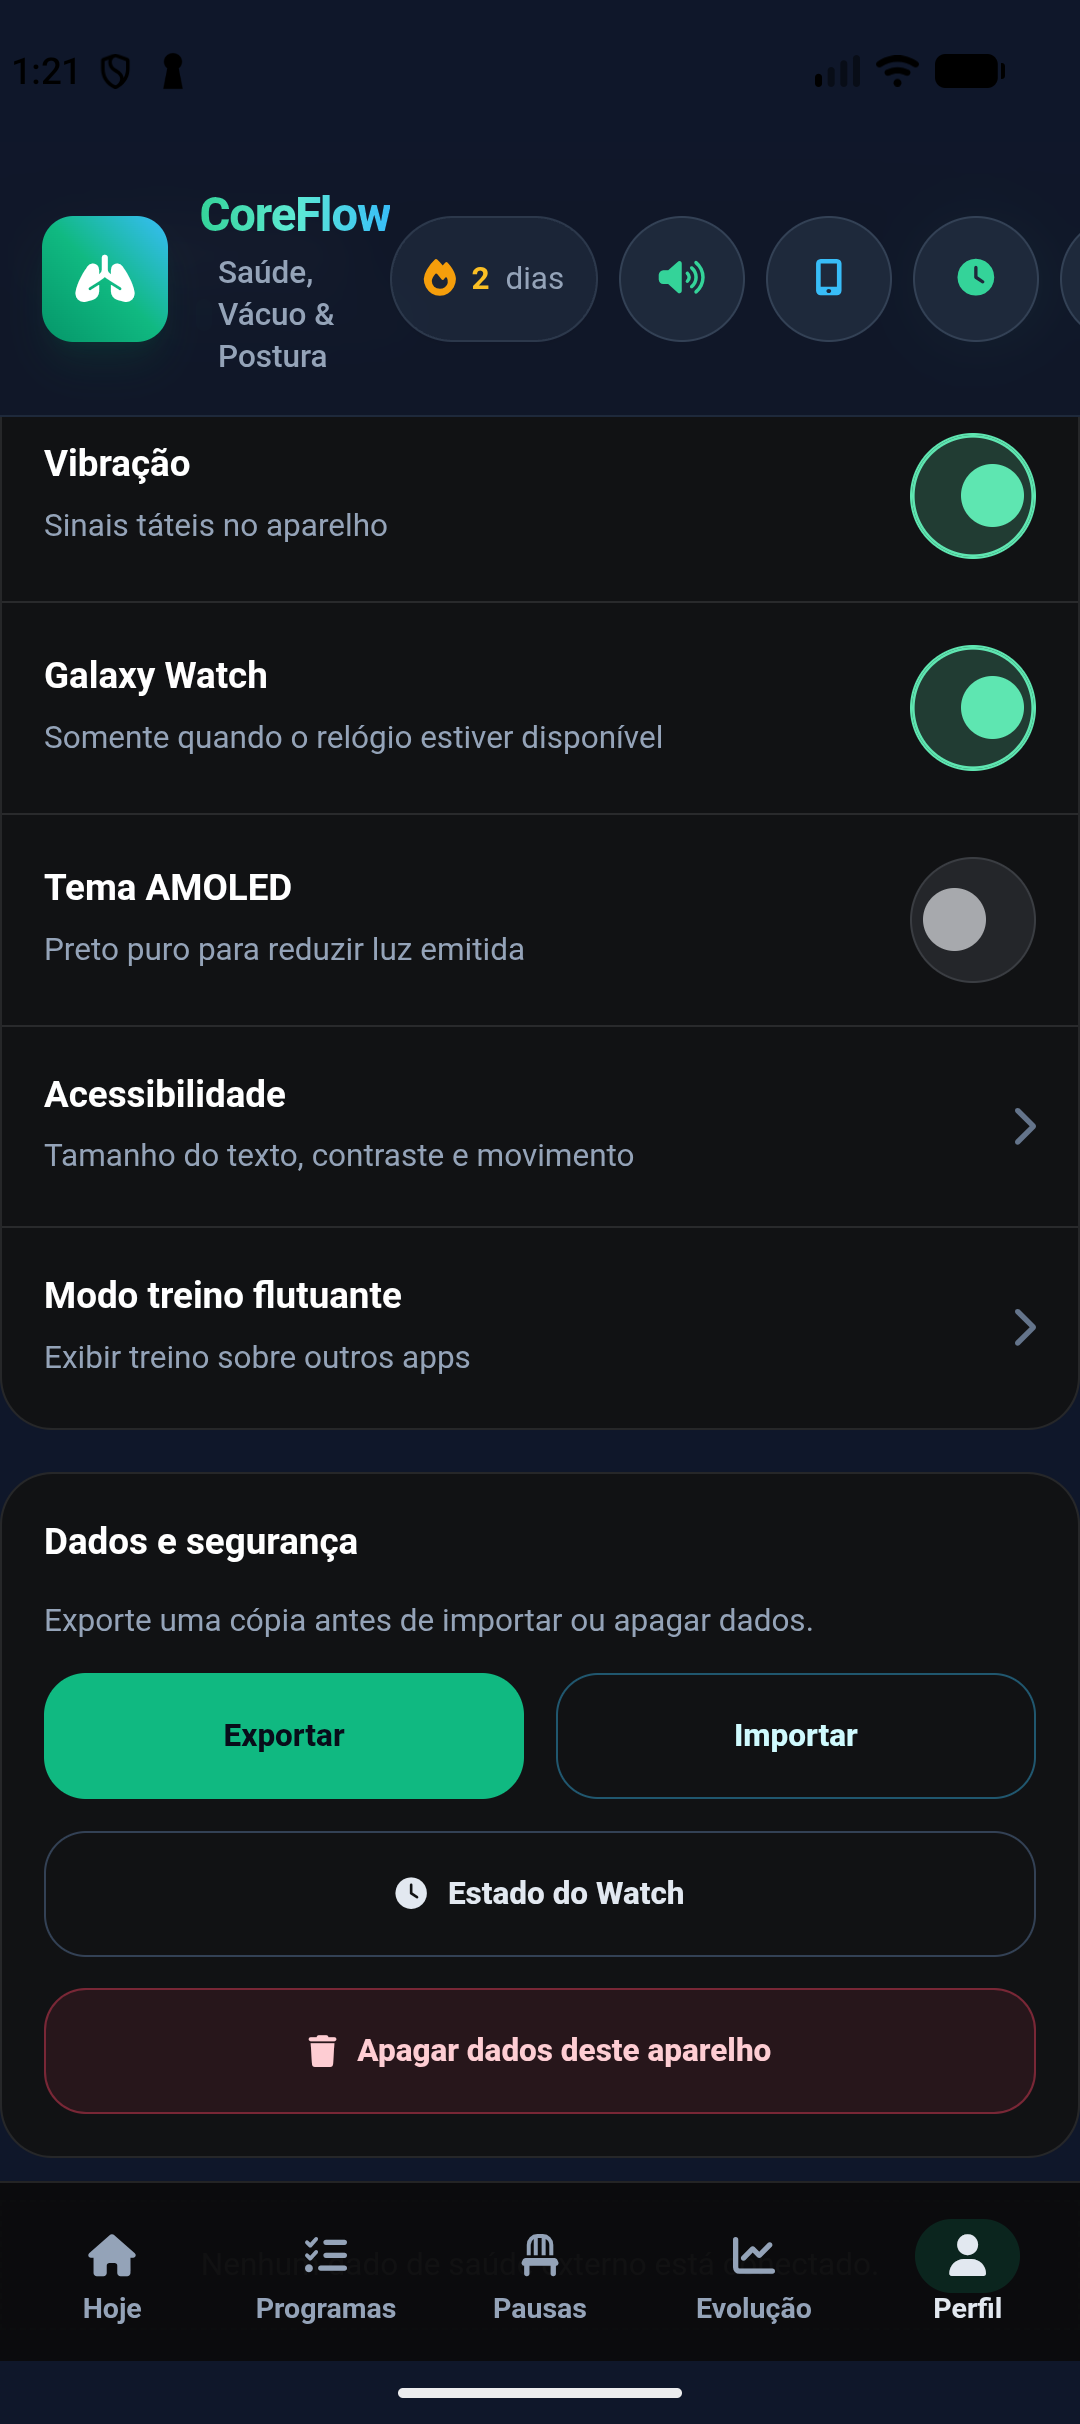 1:21
CoreFlow
Saúde,
Vácuo &
Postura
2 dias
Vibração
Sinais táteis no aparelho
Galaxy Watch
Somente quando o relógio estiver disponível
Tema AMOLED
Preto puro para reduzir luz emitida
Acessibilidade
Tamanho do texto, contraste e movimento
Modo treino flutuante
Exibir treino sobre outros apps
Dados e segurança
Exporte uma cópia antes de importar ou apagar dados.
Exportar
Importar
Estado do Watch
Apagar dados deste aparelho
de saúd
está
Hoje
Programas
Pausas
Evolução
Perfil